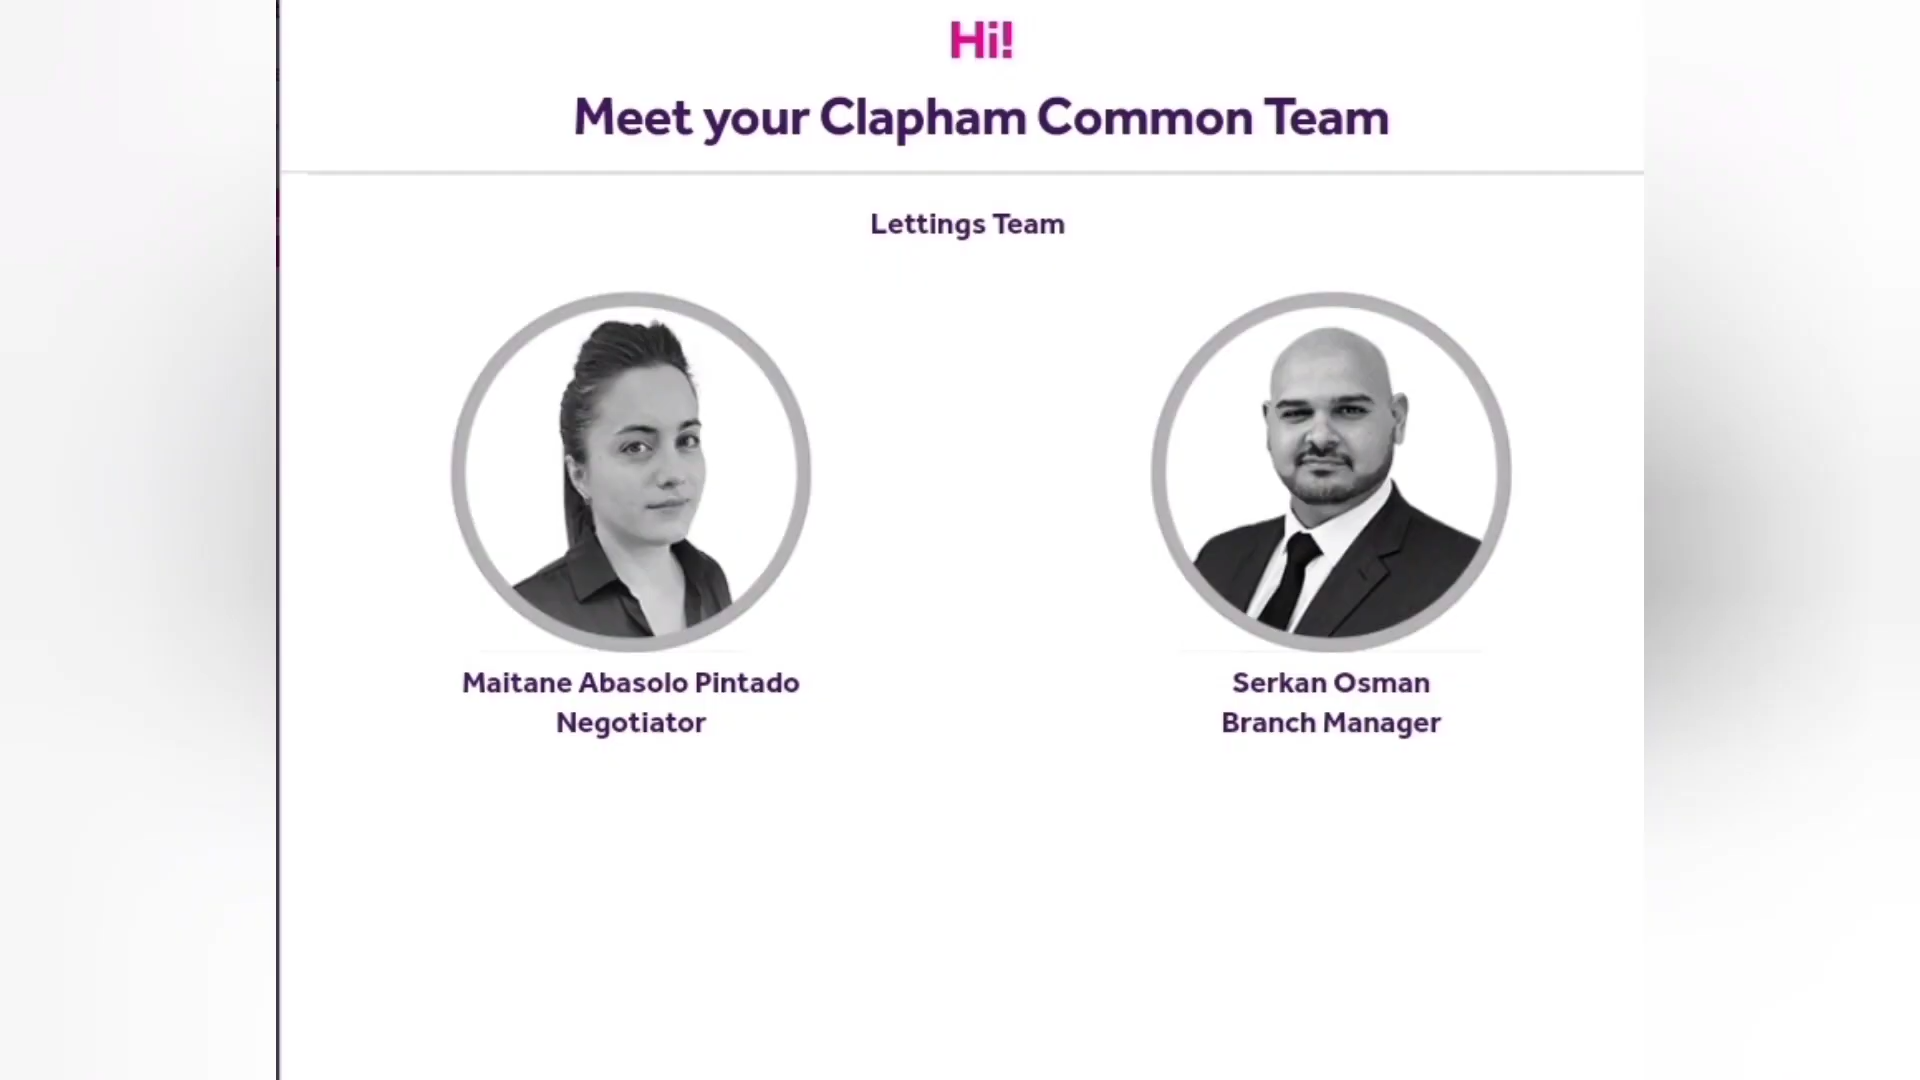 Hi!
Meet your Clapham Common Team
Lettings Team
Maitane Abasolo Pintado
Negotiator
Serkan Osman
Branch Manager